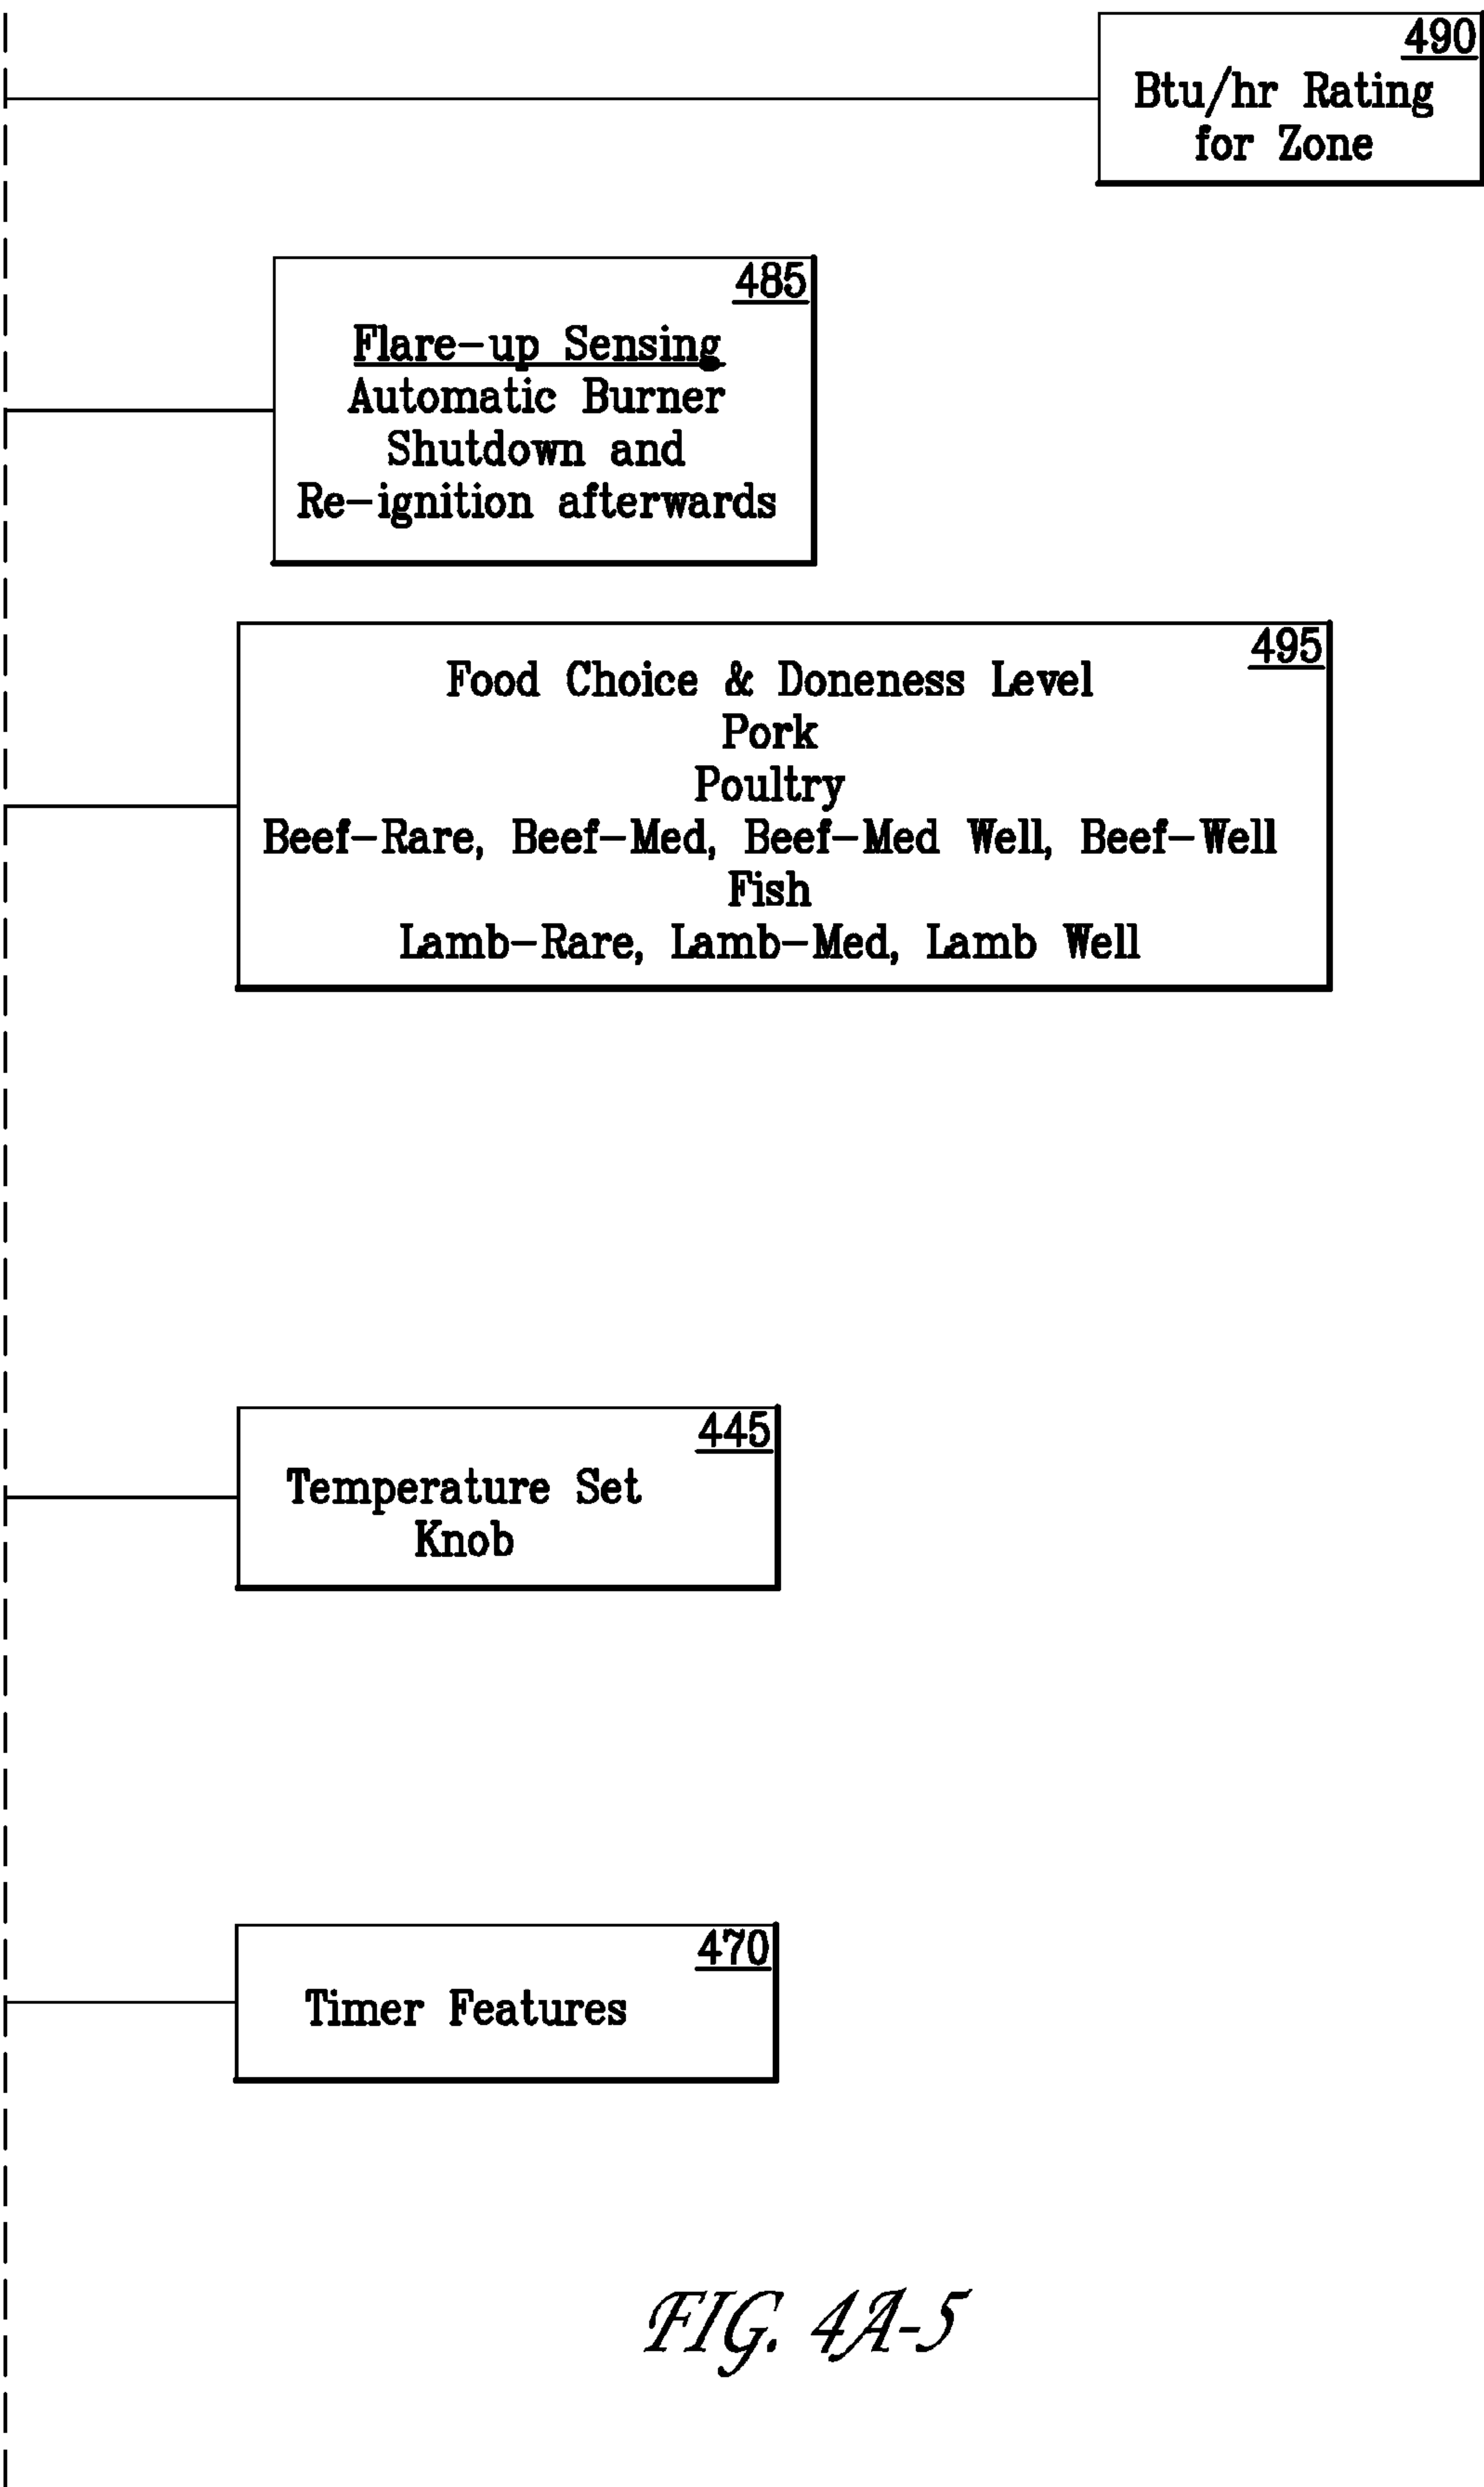 490
Btu/hr Rating
for Zone
485
Flare-up Sensing
Automatic Burner
Shutdown and
Re-ignition afterwards
495
Food Choice & Doneness Level
Pork
Poultry
Beef-Rare, Beef-Med, Beef-Med Well, Beef-Well
Fish
Lamb-Rare, Lamb-Med, Lamb Well
445
Temperature Set
Knob
470
Timer Features
FIG. 4A-5